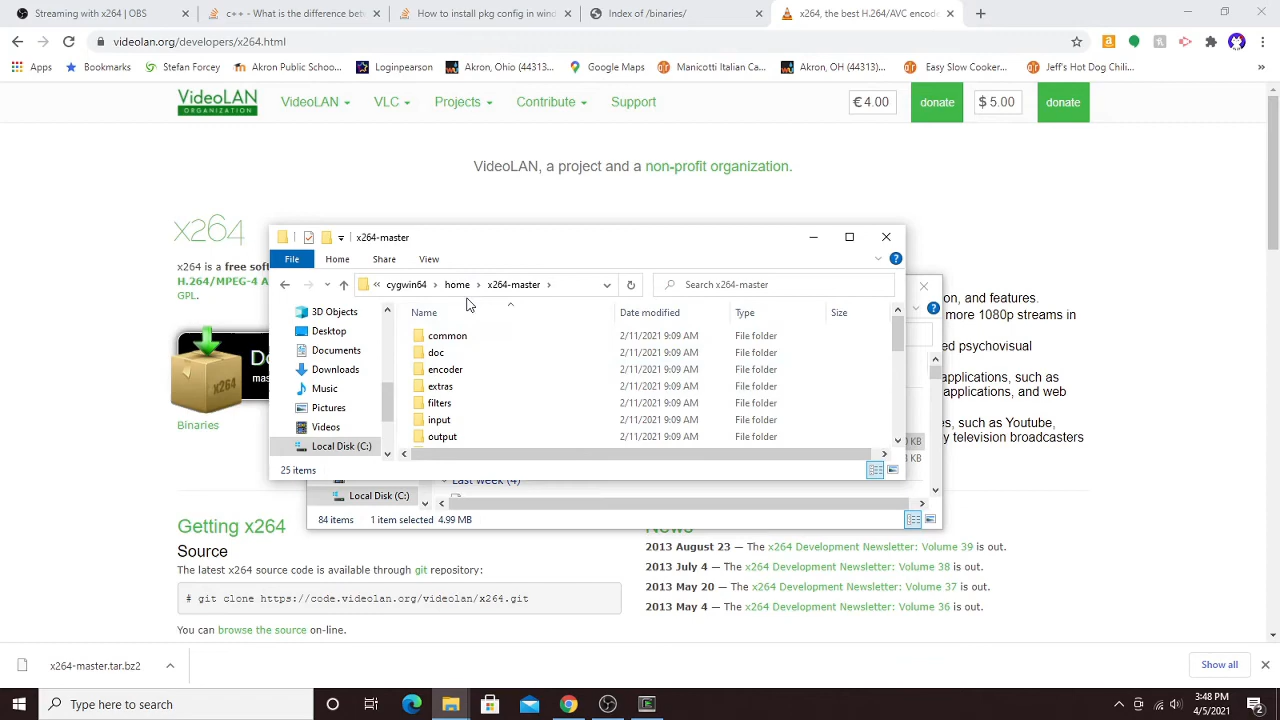 Streaming with x264 | OBS
c++ - What is the difference betw
How to install pkg config in wind
Index of /binaries/
x264, the best H.264/AVC encode
videolan.org/developers/x264.html
Apps
Bookmarks
Stefan Forcey
Akron Public School...
Loginpearson
Akron, Ohio (44313)...
Google Maps
Manicotti Italian Ca...
Akron, OH (44313)...
Easy Slow Cooker...
Jeff's Hot Dog Chili...
VideoLAN
ORGANIZATION
VideoLAN
VLC
Projects
Contribute
Support
€ 4.00
donate
$ 5.00
donate
VideoLAN, a project and a non-profit organization.
x264
x264 is a free soft
H.264/MPEG-4 A
GPL.
Do
mas
x264
Binaries
x264-master
File
Home
Share
View
cygwin64 > home > x264-master >
Search x264-master
3D Objects
Desktop
Documents
Downloads
Music
Pictures
Videos
Local Disk (C:)
Name
Date modified
Type
Size
common 2/11/2021 9:09 AM File folder
doc 2/11/2021 9:09 AM File folder
encoder 2/11/2021 9:09 AM File folder
extras 2/11/2021 9:09 AM File folder
filters 2/11/2021 9:09 AM File folder
input 2/11/2021 9:09 AM File folder
output 2/11/2021 9:09 AM File folder
25 items
on, and features.
more 1080p streams in
psychovisual
applications, such as
applications, and web
es, such as Youtube,
y television broadcasters
KB
KB
Local Disk (C:)
84 items 1 item selected 4.99 MB
Getting x264
Source
The latest x264 source code is available through git repository:
# git clone https://code.videolan.org/videolan/x264.git
You can browse the source on-line.
News
2013 August 23 — The x264 Development Newsletter: Volume 39 is out.
2013 July 4 — The x264 Development Newsletter: Volume 38 is out.
2013 May 20 — The x264 Development Newsletter: Volume 37 is out.
2013 May 4 — The x264 Development Newsletter: Volume 36 is out.
x264-master.tar.bz2
Show all
Type here to search
3:48 PM
4/5/2021
2